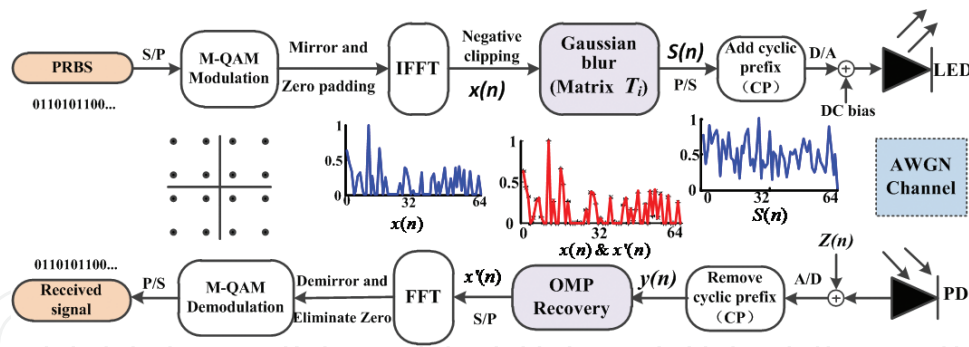 PRBS
0110101100...
S/P
M-QAM
Modulation
Mirror and
Zero padding
IFFT
Negative
clipping
x(n)
Gaussian
blur
(Matrix Ti)
S(n)
P/S
Add cyclic
prefix
(CP)
D/A
DC bias
LED
1
0.5
0
32
64
x(n)
1
0.5
0
0
32
64
x(n) & x'(n)
1
0.5
0
0
32
64
S(n)
AWGN
Channel
0110101100...
Received
signal
P/S
M-QAM
Demodulation
Demirror and
Eliminate Zero
FFT
x'(n)
S/P
OMP
Recovery
y(n)
Remove
cyclic prefix
(CP)
A/D
Z(n)
PD